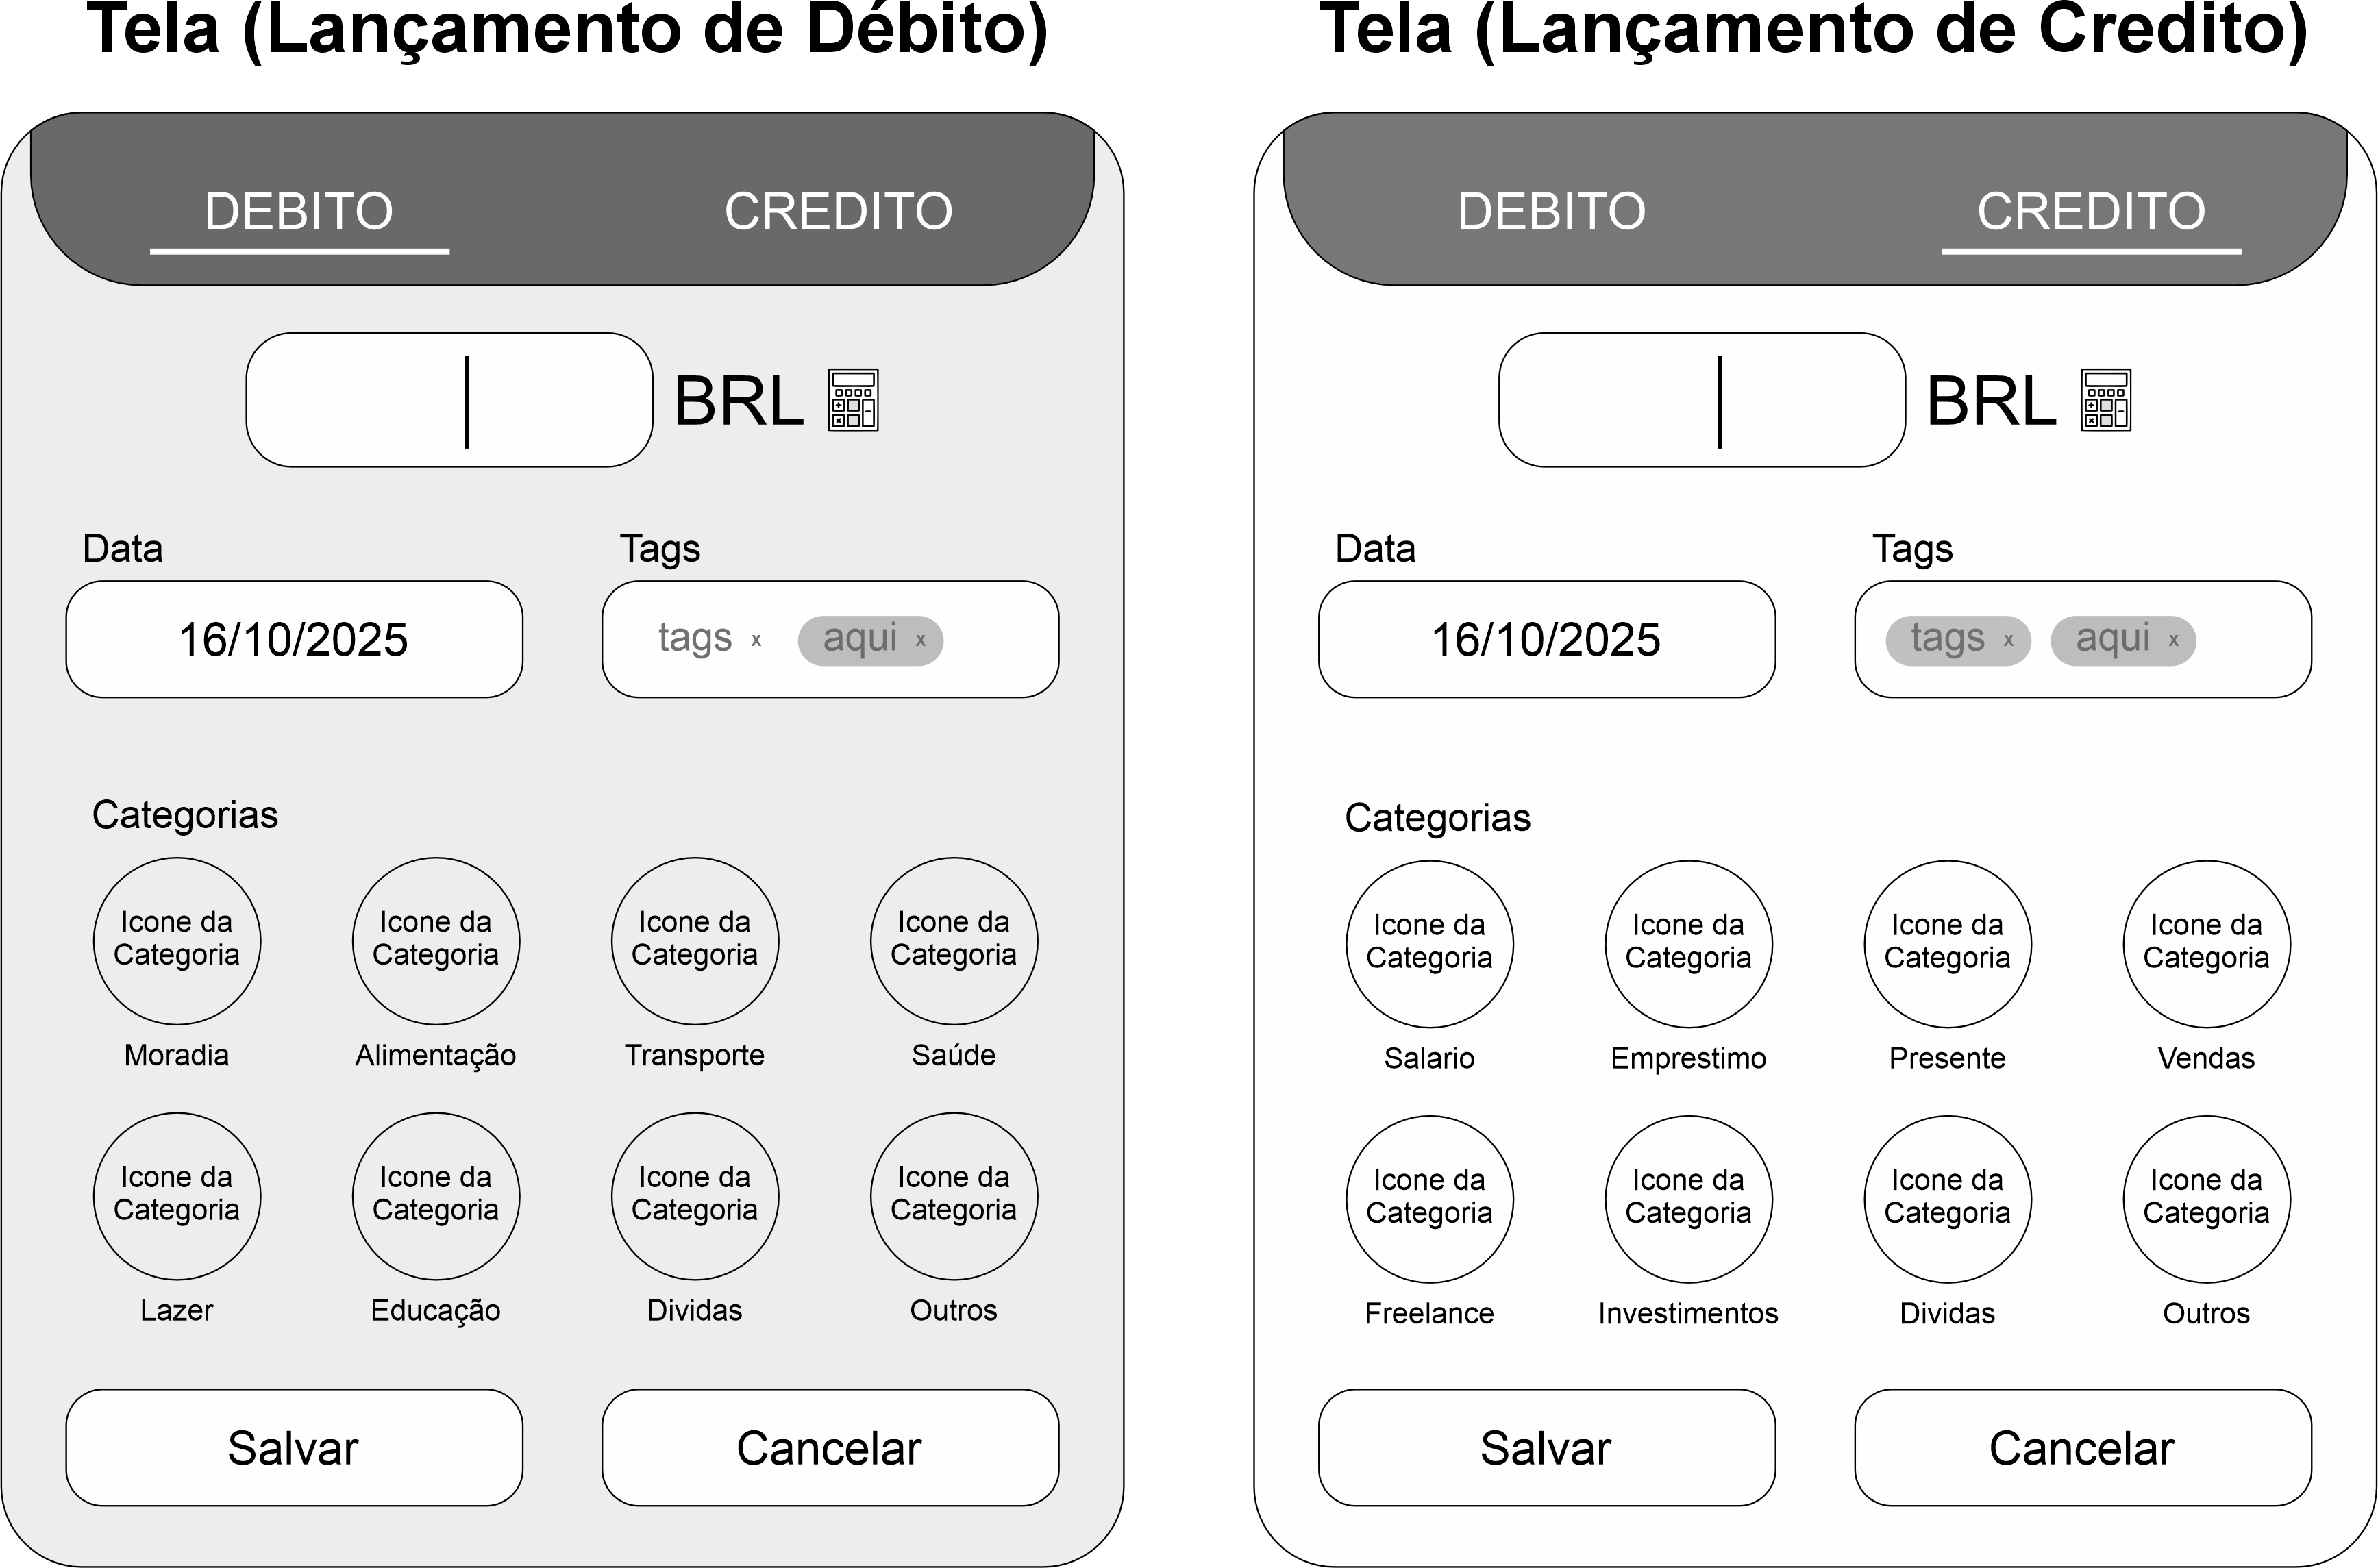 Tela (Lançamento de Débito)
DEBITO CREDITO
BRL
Data Tags
16/10/2025 tags x aqui x
Categorias
Icone da Categoria
Icone da Categoria
Icone da Categoria
Icone da Categoria
Moradia Alimentação Transporte Saúde
Icone da Categoria
Icone da Categoria
Icone da Categoria
Icone da Categoria
Lazer Educação Dividas Outros
Salvar Cancelar
Tela (Lançamento de Credito)
DEBITO CREDITO
BRL
Data Tags
16/10/2025 tags x aqui x
Categorias
Icone da Categoria
Icone da Categoria
Icone da Categoria
Icone da Categoria
Salario Emprestimo Presente Vendas
Icone da Categoria
Icone da Categoria
Icone da Categoria
Icone da Categoria
Freelance Investimentos Dividas Outros
Salvar Cancelar